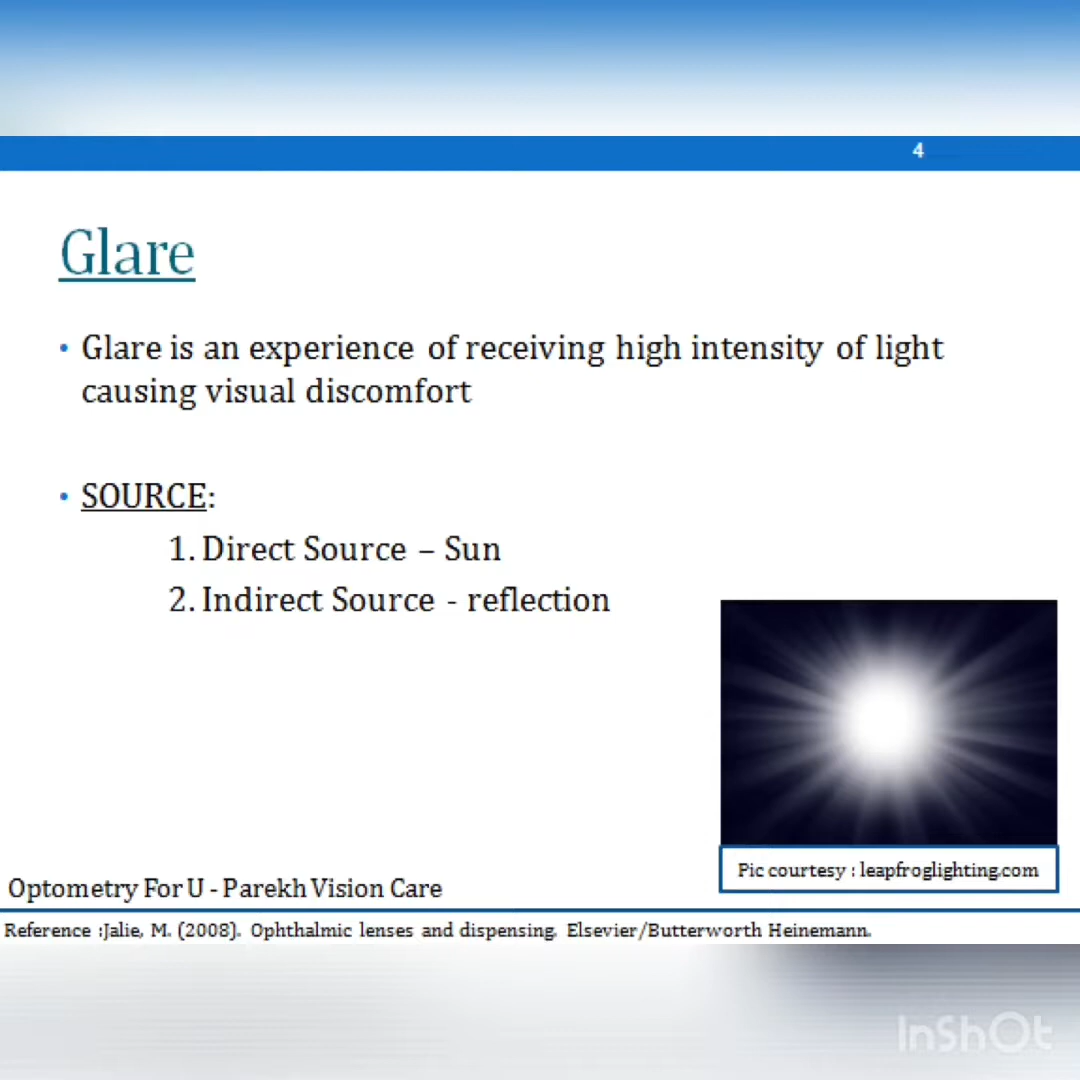 4
Glare
• Glare is an experience of receiving high intensity of light
causing visual discomfort
• SOURCE:
1. Direct Source – Sun
2. Indirect Source - reflection
Pic courtesy : leapfroglighting.com
Optometry For U - Parekh Vision Care
Reference :Jalie, M. (2008). Ophthalmic lenses and dispensing. Elsevier/Butterworth Heinemann.
InShOt